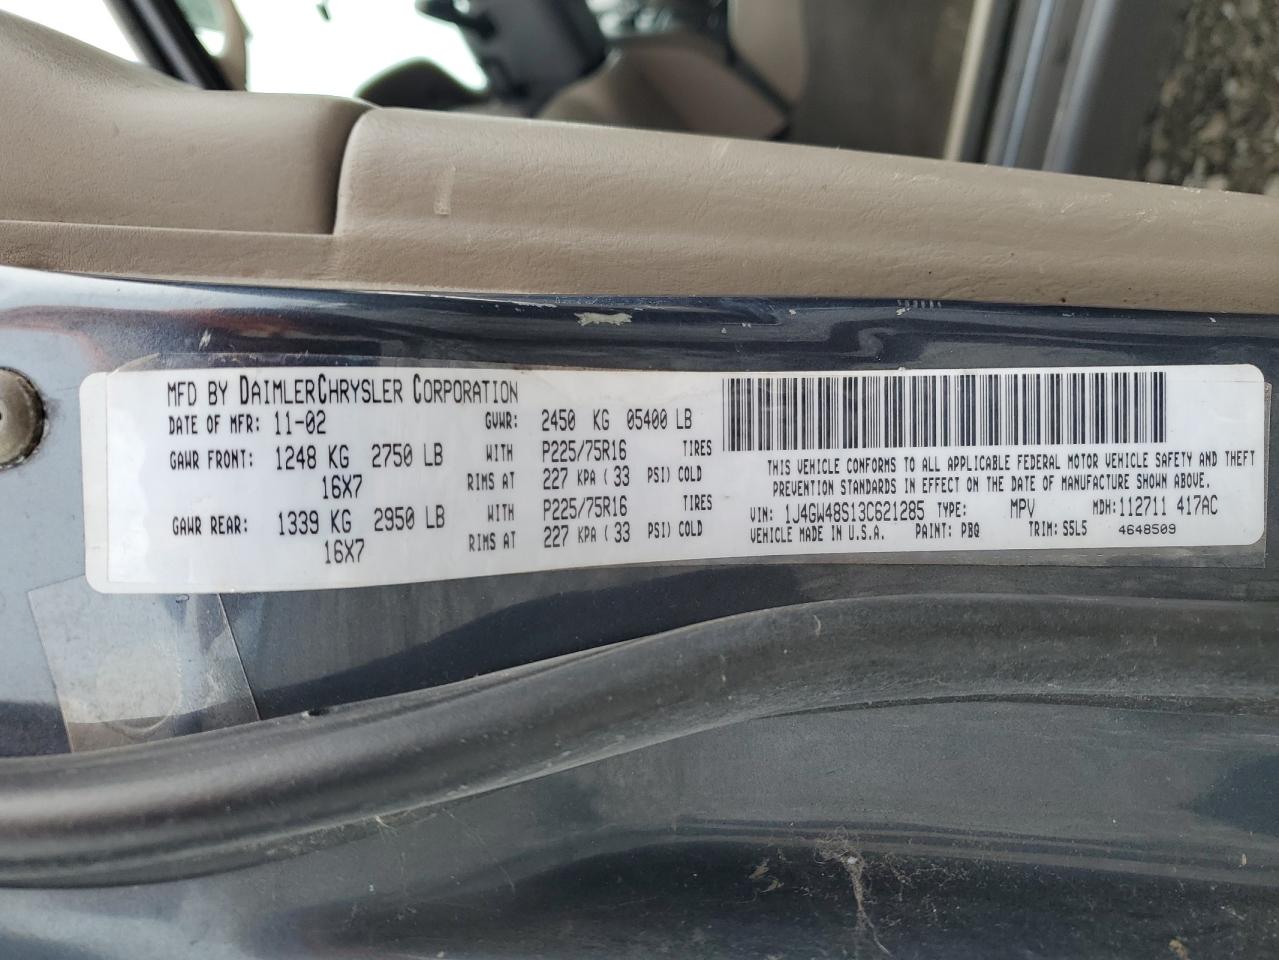 MFD BY DAIMLERCHRYSLER CORPORATION
DATE OF MFR: 11-02 GVWR: 2450 KG 05400 LB
GAWR FRONT: 1248 KG 2750 LB WITH P225/75R16 TIRES
16X7 RIMS AT 227 KPA ( 33 PSI) COLD
GAWR REAR: 1339 KG 2950 LB WITH P225/75R16 TIRES
16X7 RIMS AT 227 KPA ( 33 PSI) COLD
THIS VEHICLE CONFORMS TO ALL APPLICABLE FEDERAL MOTOR VEHICLE SAFETY AND THEFT
PREVENTION STANDARDS IN EFFECT ON THE DATE OF MANUFACTURE SHOWN ABOVE.
VIN: 1J4GW48S13C621285 TYPE: MPV MDH: 112711 417AC
VEHICLE MADE IN U.S.A. PAINT: PBQ TRIM: S5L5 4648509